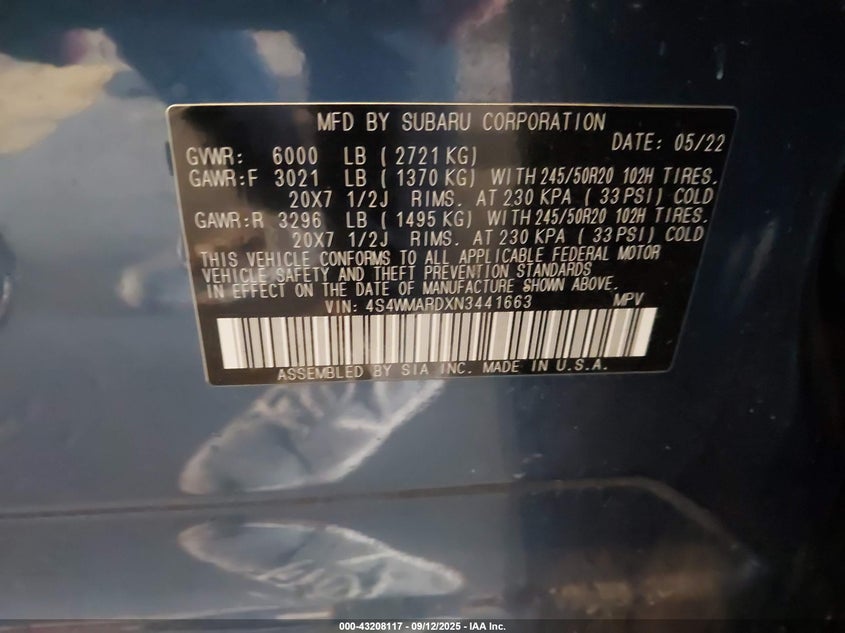 MFD BY SUBARU CORPORATION
DATE: 05/22
GVWR: 6000 LB ( 2721 KG)
GAWR:F 3021 LB ( 1370 KG) WITH 245/50R20 102H TIRES.
20X7 1/2J RIMS. AT 230 KPA ( 33 PSI) COLD
GAWR:R 3296 LB ( 1495 KG) WITH 245/50R20 102H TIRES.
20X7 1/2J RIMS. AT 230 KPA ( 33 PSI) COLD
THIS VEHICLE CONFORMS TO ALL APPLICABLE FEDERAL MOTOR
VEHICLE SAFETY AND THEFT PREVENTION STANDARDS
IN EFFECT ON THE DATE OF MANUFACTURE SHOWN ABOVE.
VIN: 4S4WMARDXN3441663 MPV
ASSEMBLED BY SIA INC. MADE IN U.S.A.
000-43208117 - 09/12/2025 - IAA Inc.